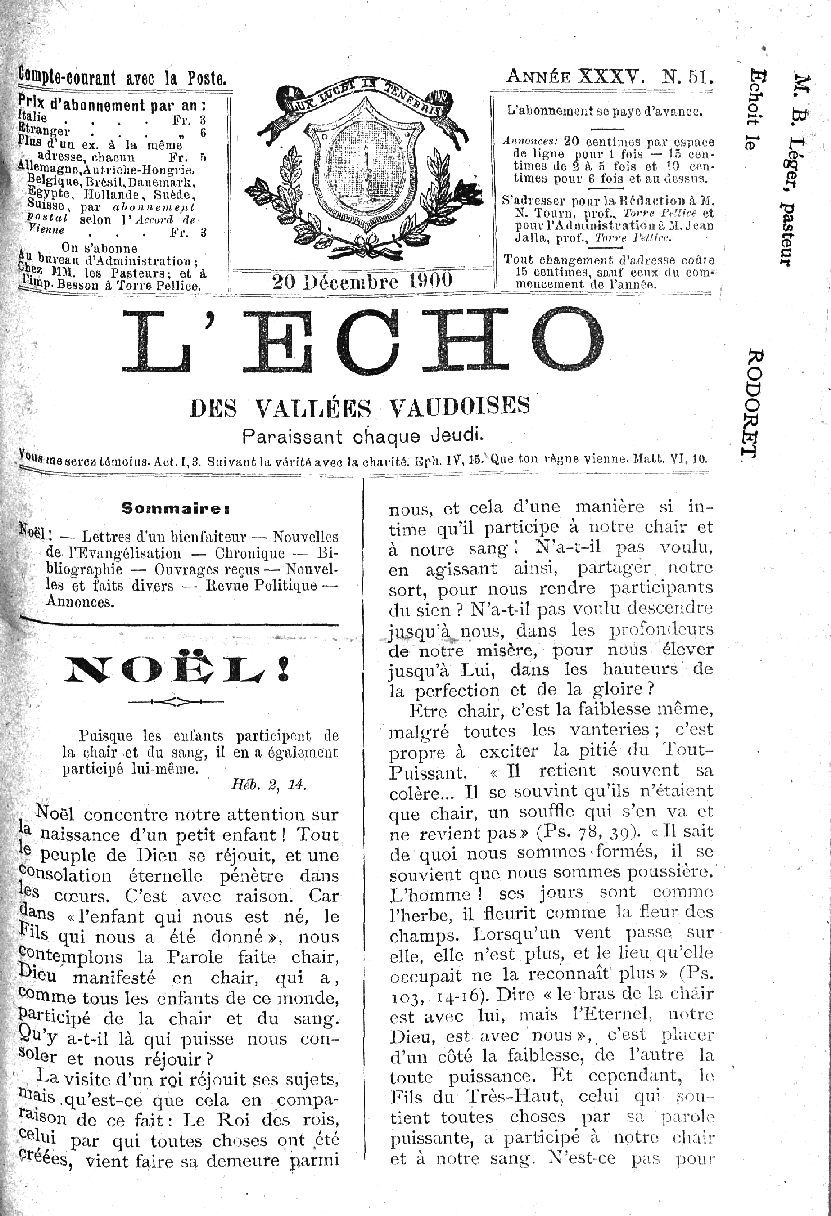 Compte-courant avec la Poste.
Prix d'abonnement par an :
Italie . . . . Fr. 3
Etranger . . . „ 6
Plus d'un ex. à la même
adresse, chacun Fr. 5
Allemagne, Autriche-Hongrie,
Belgique, Brésil, Danemark,
Egypte, Hollande, Suède,
Suisse, par abonnement
postal selon l'Accord de
Vienne . . . Fr. 3
On s'abonne
Au bureau d'Administration ;
Chez MM. les Pasteurs; et à
l'imp. Besson à Torre Pellice.
LUX LUCET IN TENEBRIS
20 Décembre 1900
ANNÉE XXXV. N. 51.
L'abonnement se paye d'avance.
Annonces: 20 centimes par espace
de ligne pour 1 fois — 15 cen-
times de 2 à 5 fois et 10 cen-
times pour 6 fois et au dessus.
S'adresser pour la Rédaction à M.
N. Tourn, prof., Torre Pellice et
pour l'Administration à M. Jean
Jalla, prof., Torre Pellice.
Tout changement d'adresse coûte
15 centimes, sauf ceux du com-
mencement de l'année.
M. B. Léger, pasteur
Echoit le
RODORET
L'ECHO
DES VALLÉES VAUDOISES
Paraissant chaque Jeudi.
Vous me serez témoins. Act. I, 8. Suivant la vérité avec la charité. Eph. IV, 15. Que ton règne vienne. Matt. VI, 10.
Sommaire:
Noël! — Lettres d'un bienfaiteur — Nouvelles
de l'Evangélisation — Chronique — Bi-
bliographie — Ouvrages reçus — Nouvel-
les et faits divers — Revue Politique —
Annonces.
NOËL!
Puisque les enfants participent de
la chair et du sang, il en a également
participé lui-même.
Héb. 2, 14.
Noël concentre notre attention sur
la naissance d'un petit enfant! Tout
le peuple de Dieu se réjouit, et une
consolation éternelle pénètre dans
les cœurs. C'est avec raison. Car
dans « l'enfant qui nous est né, le
Fils qui nous a été donné », nous
contemplons la Parole faite chair,
Dieu manifesté en chair, qui a,
comme tous les enfants de ce monde,
participé de la chair et du sang.
Qu'y a-t-il là qui puisse nous con-
soler et nous réjouir?
La visite d'un roi réjouit ses sujets,
mais qu'est-ce que cela en compa-
raison de ce fait: Le Roi des rois,
celui par qui toutes choses ont été
créées, vient faire sa demeure parmi
nous, et cela d'une manière si in-
time qu'il participe à notre chair et
à notre sang! N'a-t-il pas voulu,
en agissant ainsi, partager notre
sort, pour nous rendre participants
du sien? N'a-t-il pas voulu descendre
jusqu'à nous, dans les profondeurs
de notre misère, pour nous élever
jusqu'à Lui, dans les hauteurs de
la perfection et de la gloire?
Etre chair, c'est la faiblesse même,
malgré toutes les vanteries; c'est
propre à exciter la pitié du Tout-
Puissant. « Il retient souvent sa
colère... Il se souvint qu'ils n'étaient
que chair, un souffle qui s'en va et
ne revient pas» (Ps. 78, 39). « Il sait
de quoi nous sommes formés, il se
souvient que nous sommes poussière.
L'homme! ses jours sont comme
l'herbe, il fleurit comme la fleur des
champs. Lorsqu'un vent passe sur
elle, elle n'est plus, et le lieu qu'elle
occupait ne la reconnaît plus» (Ps.
103, 14-16). Dire « le bras de la chair
est avec lui, mais l'Eternel, notre
Dieu, est avec nous», c'est placer
d'un côté la faiblesse, de l'autre la
toute puissance. Et cependant, le
Fils du Très-Haut, celui qui sou-
tient toutes choses par sa parole
puissante, a participé à notre chair
et à notre sang. N'est-ce pas pour